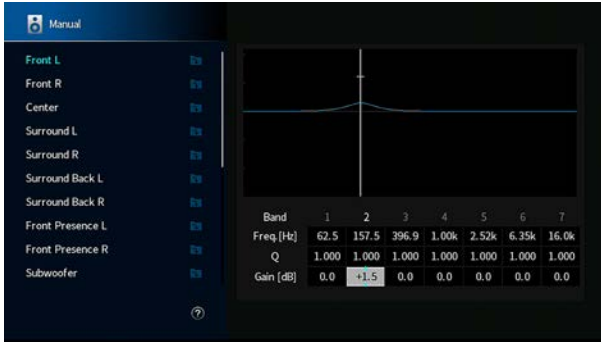 Manual
Front L
Front R
Center
Surround L
Surround R
Surround Back L
Surround Back R
Front Presence L
Front Presence R
Subwoofer
?
Band 1 2 3 4 5 6 7
Freq.[Hz] 62.5 157.5 396.9 1.00k 2.52k 6.35k 16.0k
Q 1.000 1.000 1.000 1.000 1.000 1.000 1.000
Gain [dB] 0.0 +1.5 0.0 0.0 0.0 0.0 0.0